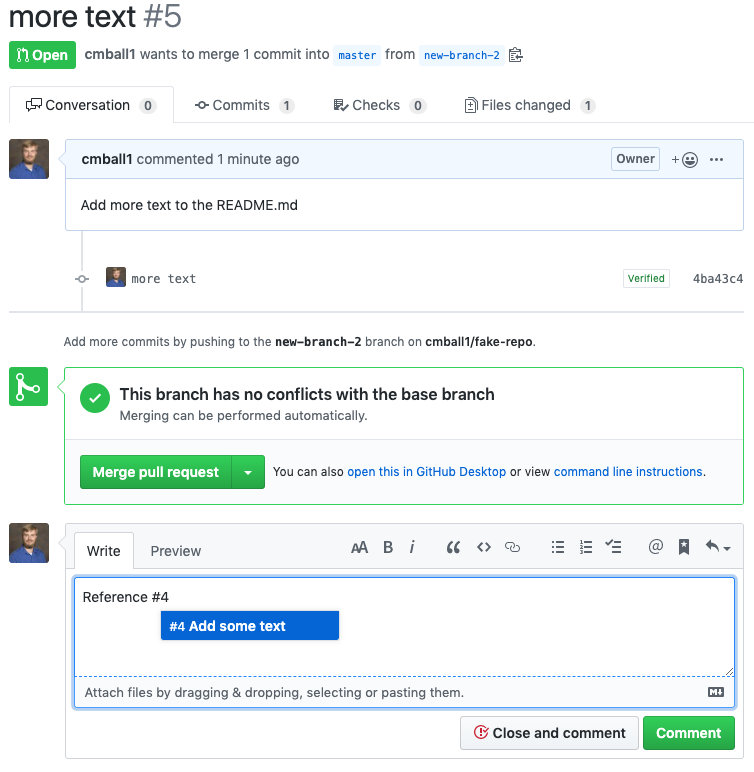 more text #5
Open cmball1 wants to merge 1 commit into master from new-branch-2
Conversation 0 Commits 1 Checks 0 Files changed 1
cmball1 commented 1 minute ago Owner
Add more text to the README.md
more text Verified 4ba43c4
Add more commits by pushing to the new-branch-2 branch on cmball1/fake-repo.
This branch has no conflicts with the base branch
Merging can be performed automatically.
Merge pull request You can also open this in GitHub Desktop or view command line instructions.
Write Preview AA B i @
Reference #4
#4 Add some text
Attach files by dragging & dropping, selecting or pasting them.
Close and comment Comment